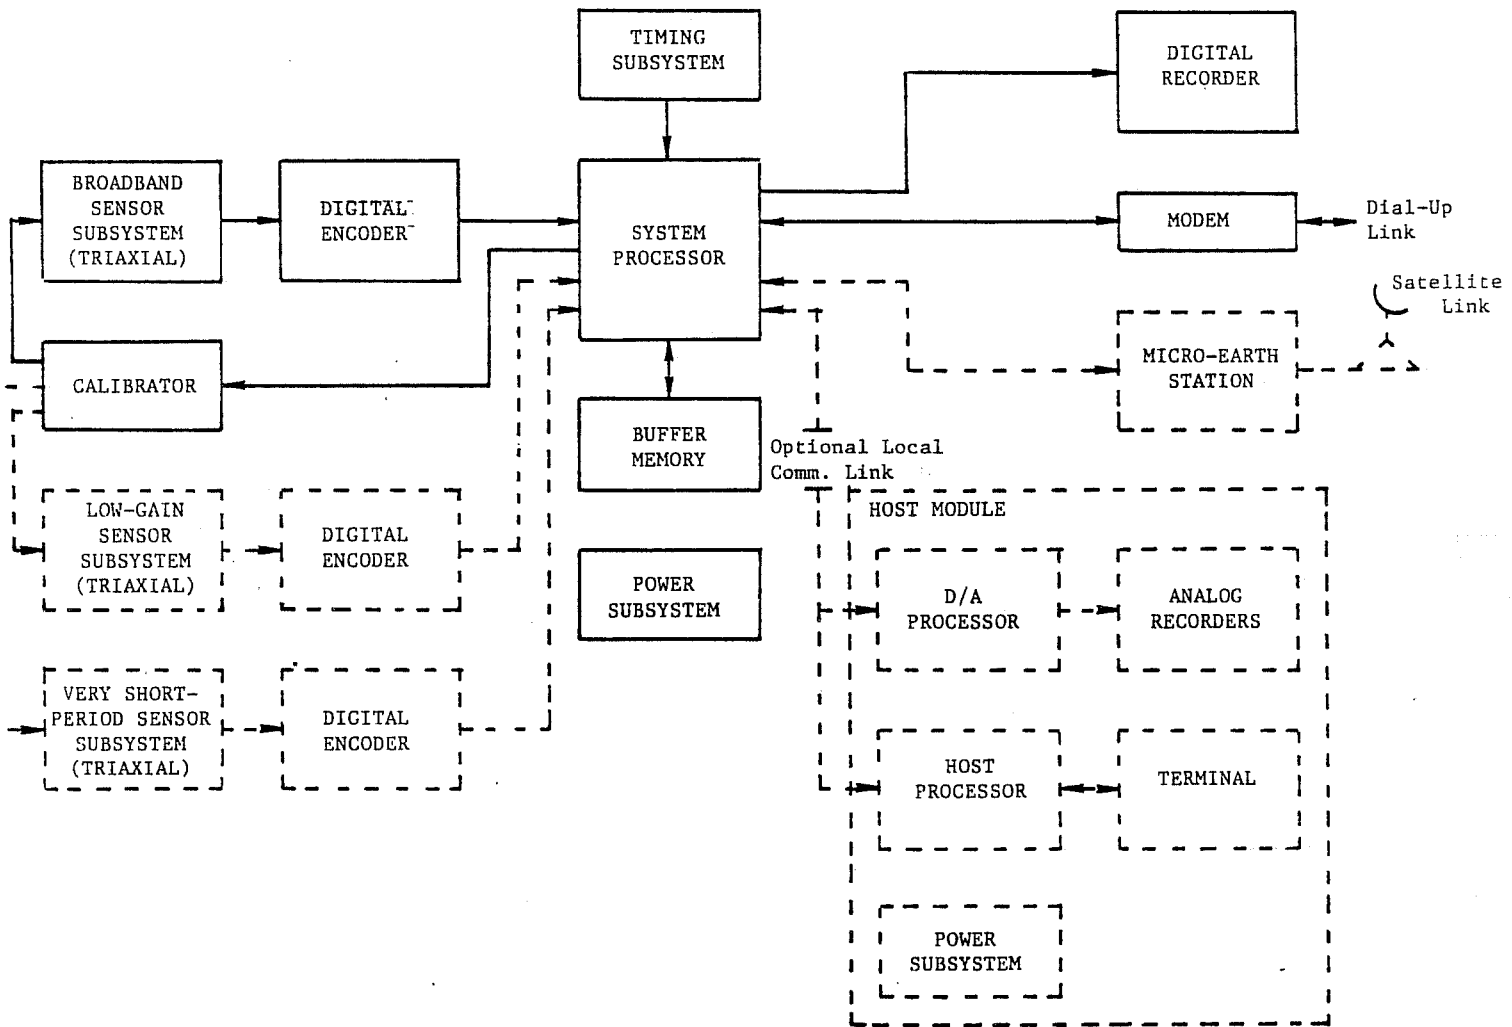 TIMING
SUBSYSTEM
DIGITAL
RECORDER
BROADBAND
SENSOR
SUBSYSTEM
(TRIAXIAL)
DIGITAL
ENCODER
SYSTEM
PROCESSOR
MODEM
Dial-Up
Link
Satellite
Link
CALIBRATOR
MICRO-EARTH
STATION
BUFFER
MEMORY
Optional Local
Comm. Link
LOW-GAIN
SENSOR
SUBSYSTEM
(TRIAXIAL)
DIGITAL
ENCODER
POWER
SUBSYSTEM
HOST MODULE
D/A
PROCESSOR
ANALOG
RECORDERS
VERY SHORT-
PERIOD SENSOR
SUBSYSTEM
(TRIAXIAL)
DIGITAL
ENCODER
HOST
PROCESSOR
TERMINAL
POWER
SUBSYSTEM